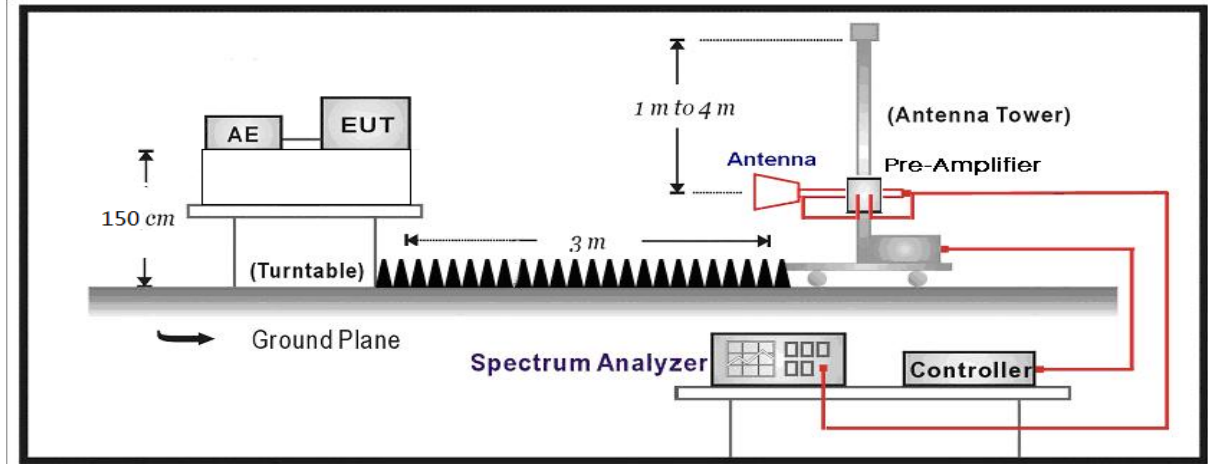 1 m to 4 m
(Antenna Tower)
AE
EUT
Antenna
Pre-Amplifier
150 cm
3 m
(Turntable)
Ground Plane
Spectrum Analyzer
Controller